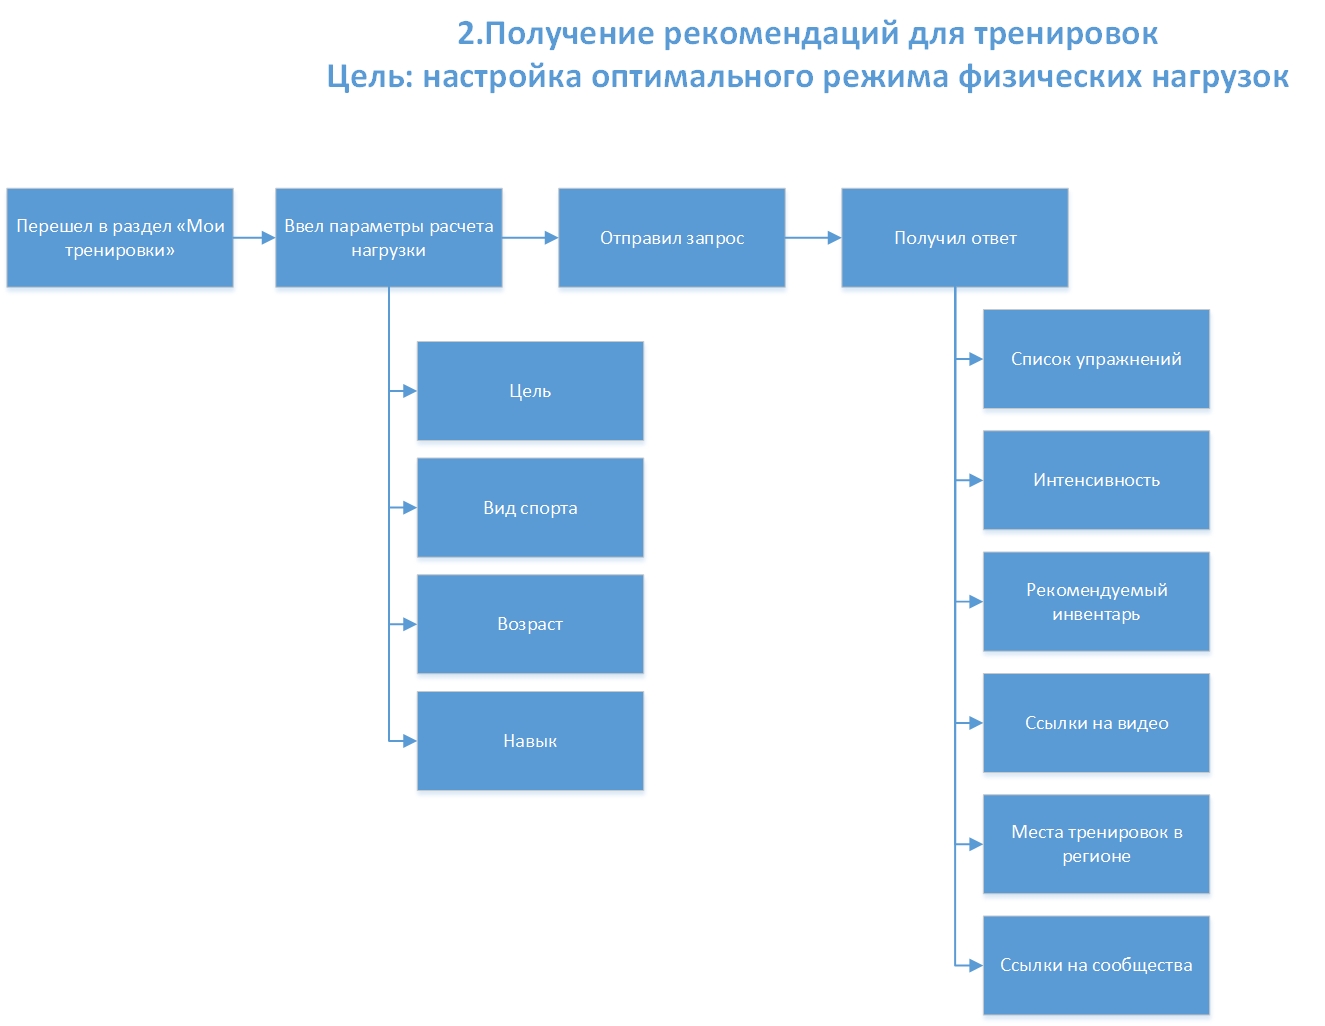 2.Получение рекомендаций для тренировок
Цель: настройка оптимального режима физических нагрузок
Перешел в раздел «Мои
тренировки»
Ввел параметры расчета
нагрузки
Отправил запрос
Получил ответ
Цель
Вид спорта
Возраст
Навык
Список упражнений
Интенсивность
Рекомендуемый
инвентарь
Ссылки на видео
Места тренировок в
регионе
Ссылки на сообщества